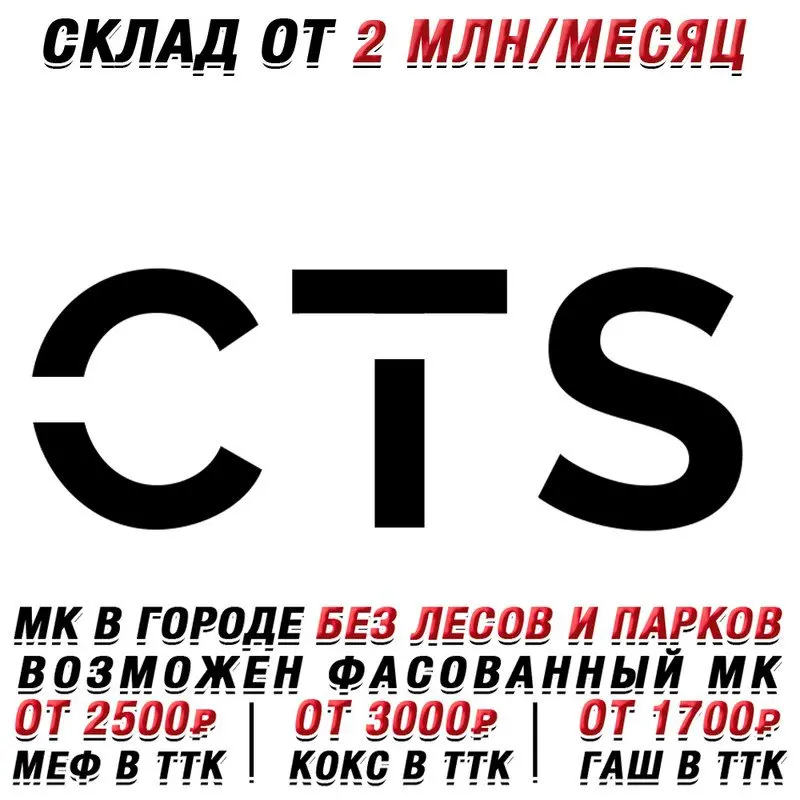 СКЛАД ОТ 2 МЛН/МЕСЯЦ
CTS
МК В ГОРОДЕ БЕЗ ЛЕСОВ И ПАРКОВ
ВОЗМОЖЕН ФАСОВАННЫЙ МК
ОТ 2500₽ | ОТ 3000₽ | ОТ 1700₽
МЕФ В ТТК | КОКС В ТТК | ГАШ В ТТК